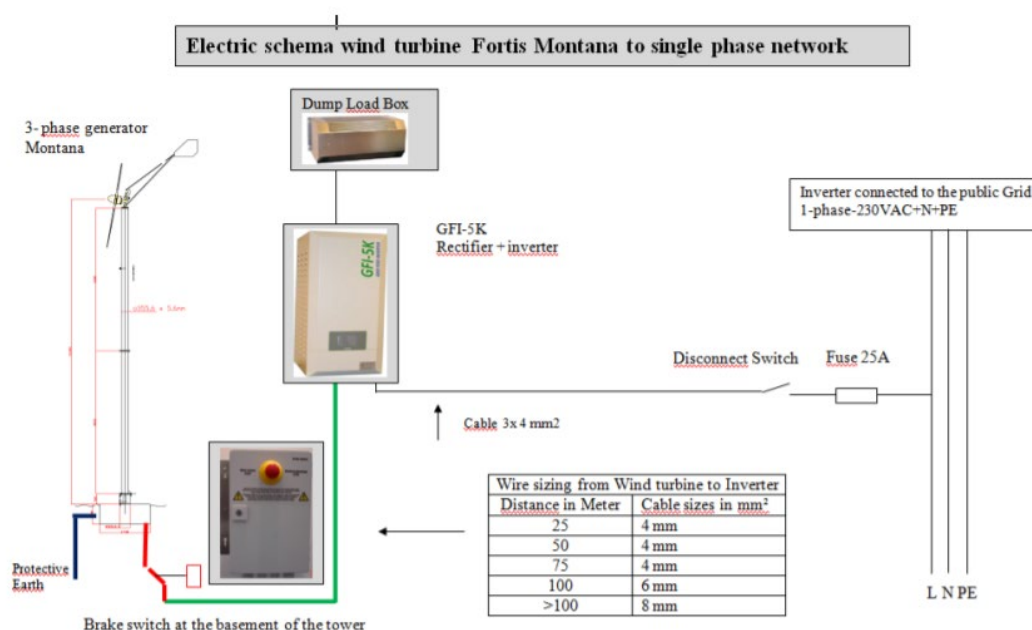 Electric schema wind turbine Fortis Montana to single phase network
Dump Load Box
3- phase generator
Montana
Inverter connected to the public Grid
1-phase-230VAC+N+PE
GFI-5K
Rectifier + inverter
GFI-5K
Disconnect Switch
Fuse 25A
Cable 3x 4 mm2
Wire sizing from Wind turbine to Inverter
Distance in Meter Cable sizes in mm²
25 4 mm
50 4 mm
75 4 mm
100 6 mm
>100 8 mm
Protective
Earth
L N PE
Brake switch at the basement of the tower